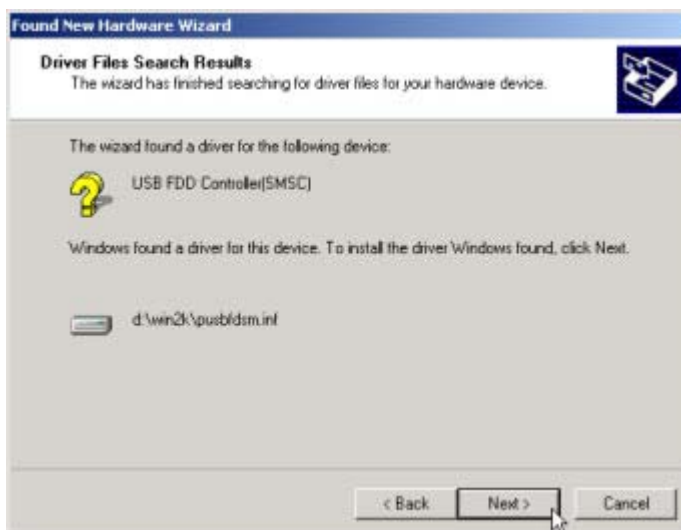 Found New Hardware Wizard
Driver Files Search Results
The wizard has finished searching for driver files for your hardware device.
The wizard found a driver for the following device:
USB FDD Controller(SMSC)
Windows found a driver for this device. To install the driver Windows found, click Next.
d:\win2k\pusbfdsm.inf
< Back Next > Cancel